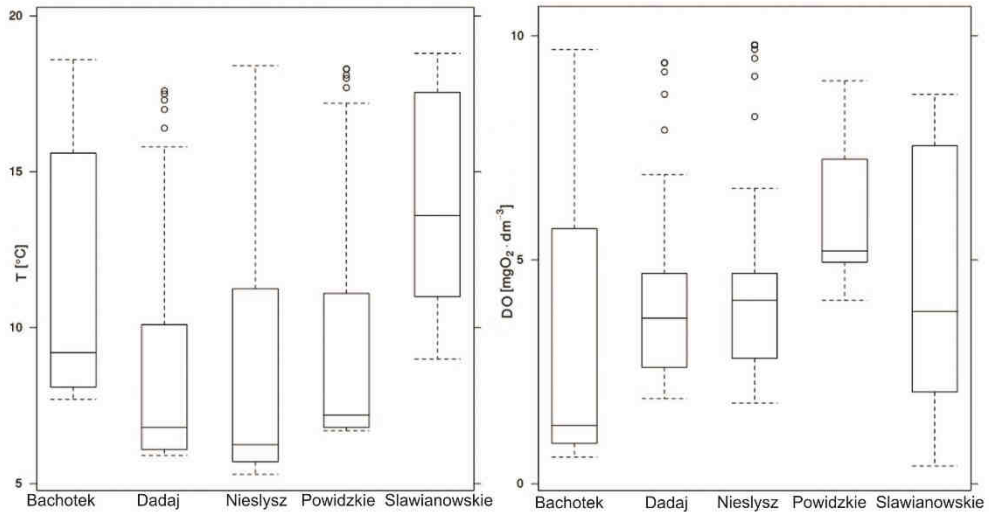 20
15
10
5
T [°C]
Bachotek Dadaj Nieslysz Powidzkie Slawianowskie
10
5
0
DO [mgO₂· dm⁻³]
Bachotek Dadaj Nieslysz Powidzkie Slawianowskie